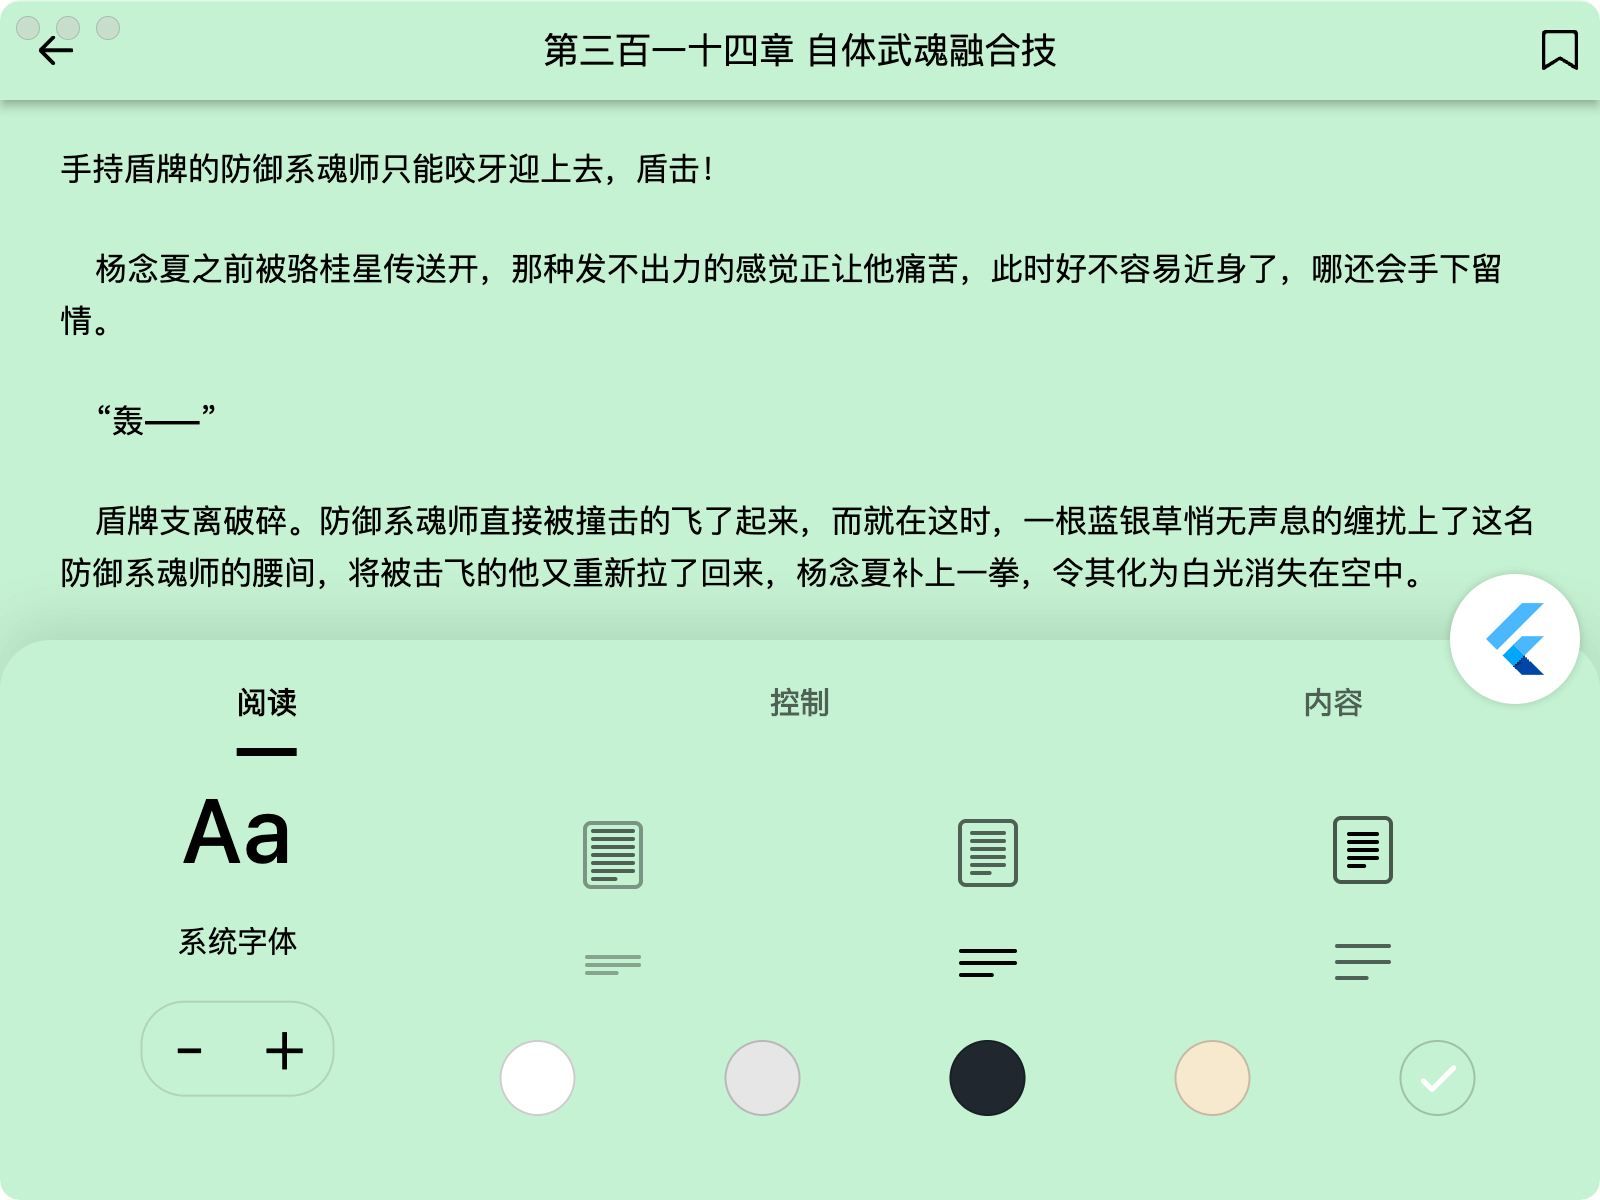 第三百一十四章 自体武魂融合技
手持盾牌的防御系魂师只能咬牙迎上去，盾击！
杨念夏之前被骆桂星传送开，那种发不出力的感觉正让他痛苦，此时好不容易近身了，哪还会手下留
情。
“轰——”
盾牌支离破碎。防御系魂师直接被撞击的飞了起来，而就在这时，一根蓝银草悄无声息的缠扰上了这名
防御系魂师的腰间，将被击飞的他又重新拉了回来，杨念夏补上一拳，令其化为白光消失在空中。
阅读
控制
内容
Aa
系统字体
- +